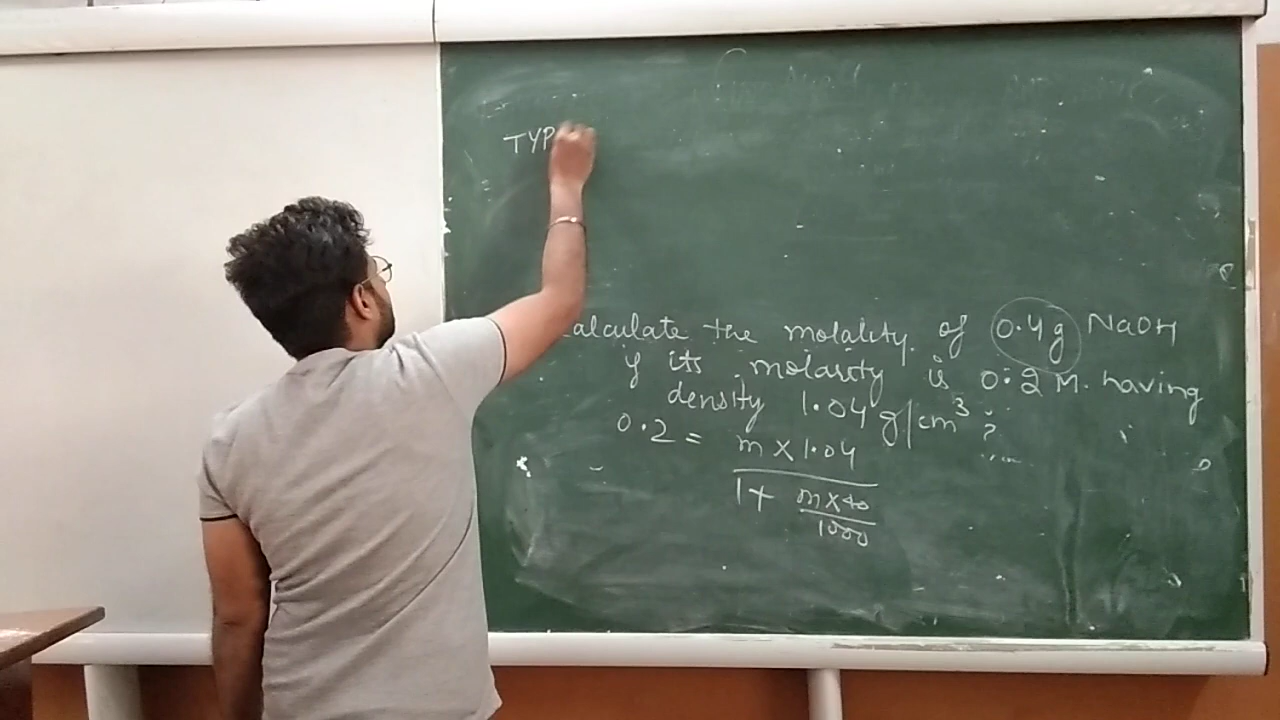 TYP
alculate the molality. of 0.4g NaOH
if its molarity is 0.2 M. having
density 1.04 g/cm³ ?
0.2 = m x 1.04
1+ m x 40
1000